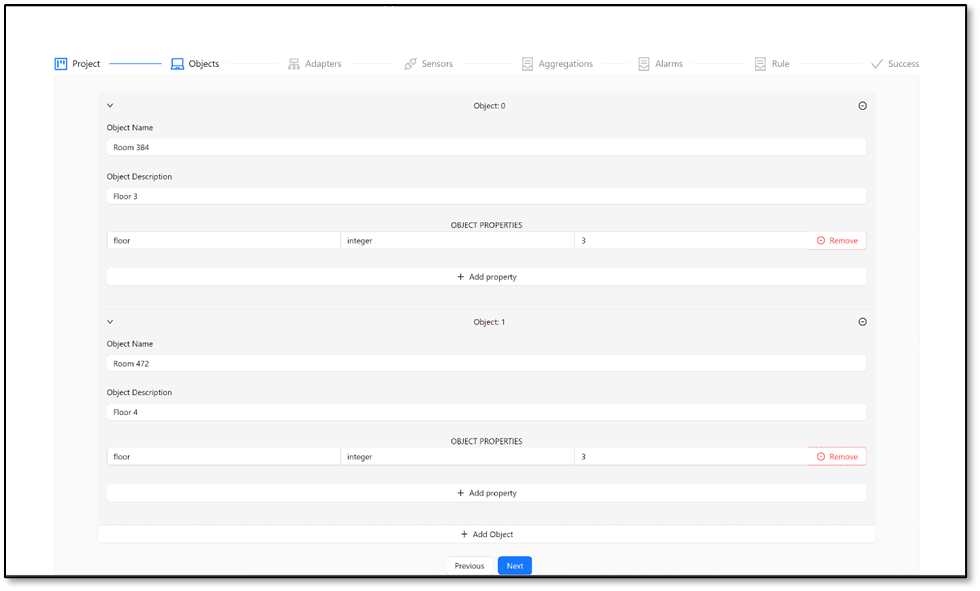 Project Objects Adapters Sensors Aggregations Alarms Rule Success
Object: 0
Object Name
Room 384
Object Description
Floor 3
OBJECT PROPERTIES
floor integer 3 Remove
+ Add property
Object: 1
Object Name
Room 472
Object Description
Floor 4
OBJECT PROPERTIES
floor integer 3 Remove
+ Add property
+ Add Object
Previous Next